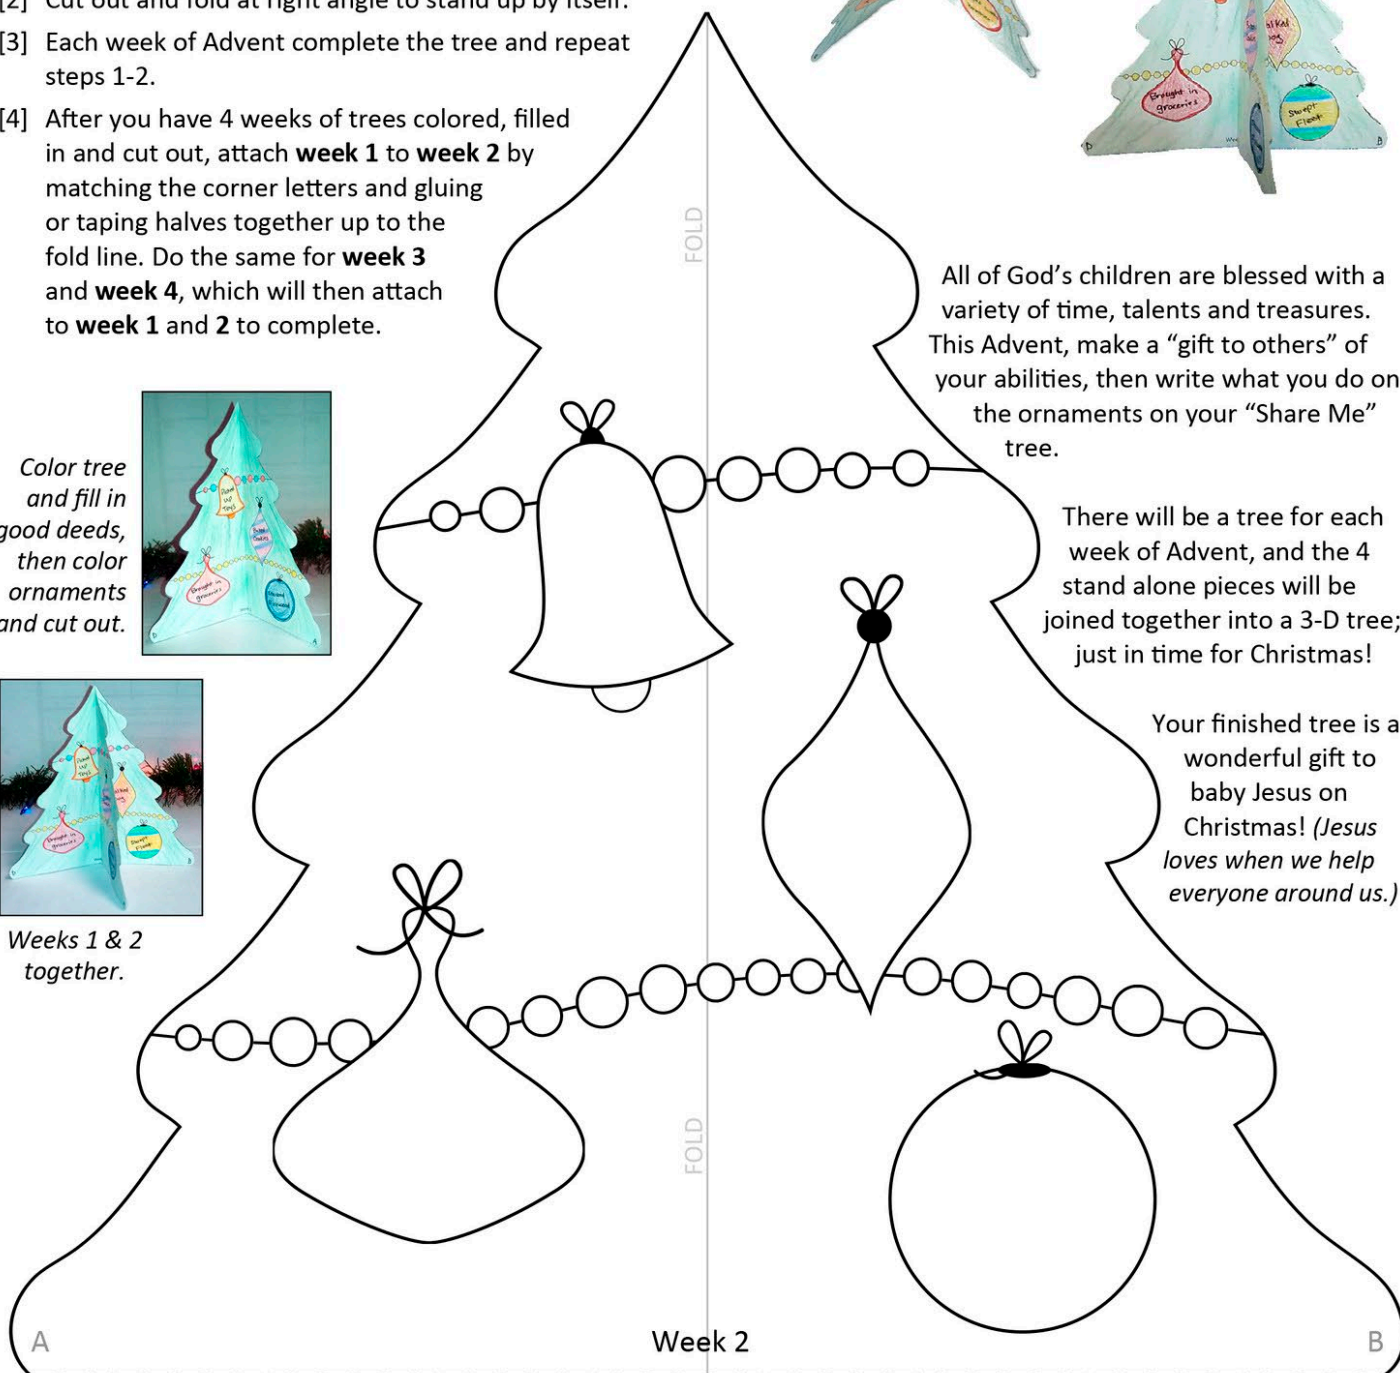 [2] Cut out and fold at right angle to stand up by itself.
[3] Each week of Advent complete the tree and repeat
steps 1-2.
[4] After you have 4 weeks of trees colored, filled
in and cut out, attach week 1 to week 2 by
matching the corner letters and gluing
or taping halves together up to the
fold line. Do the same for week 3
and week 4, which will then attach
to week 1 and 2 to complete.
Brought in
groceries
Swept
Floor
D
B
FOLD
All of God's children are blessed with a
variety of time, talents and treasures.
This Advent, make a “gift to others” of
your abilities, then write what you do on
the ornaments on your “Share Me”
tree.
Color tree
and fill in
good deeds,
then color
ornaments
and cut out.
There will be a tree for each
week of Advent, and the 4
stand alone pieces will be
joined together into a 3-D tree;
just in time for Christmas!
Your finished tree is a
wonderful gift to
baby Jesus on
Christmas! (Jesus
loves when we help
everyone around us.)
Weeks 1 & 2
together.
FOLD
A
Week 2
B